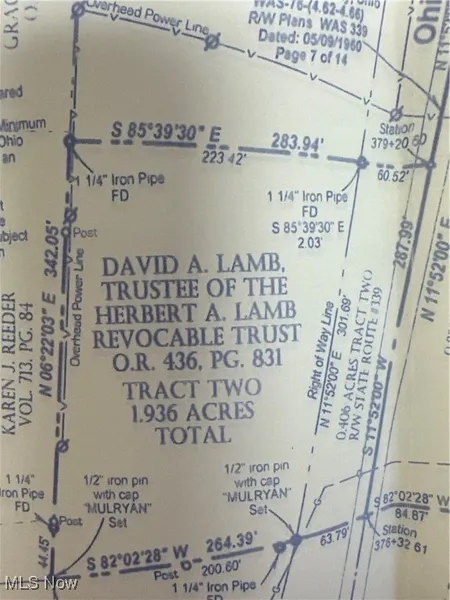 Overhead Power Line
WAS-76-(4.62-4.66)
R/W Plans WAS 339
Dated: 05/09/1960
Page 7 of 14
Minimum
Ohio
an
S 85°39'30" E 283.94'
223.42'
Station
379+20.60
60.52'
1 1/4" Iron Pipe
FD
1 1/4" Iron Pipe
FD
S 85°39'30" E
2.03'
Post
KAREN J. REEDER
VOL 713, PG. 84
N 06°22'03" E 342.05'
Overhead Power Line
DAVID A. LAMB,
TRUSTEE OF THE
HERBERT A. LAMB
REVOCABLE TRUST
O.R. 436, PG. 831
TRACT TWO
1.936 ACRES
TOTAL
Right of Way Line
N 11°52'00" E 301.69'
0.406 ACRES TRACT TWO
R/W STATE ROUTE #339
S 11°52'00" W
287.99'
N 11°52'00" E
1 1/4"
Iron Pipe
FD
Post
1/2" iron pin
with cap
"MULRYAN"
Set
1/2" iron pin
with cap
"MULRYAN"
Set
S 82°02'28" W
84.87'
Station
376+32.61
63.79'
44.45'
S 82°02'28" W 264.39'
Post 200.60'
1 1/4" Iron Pipe
MLS Now